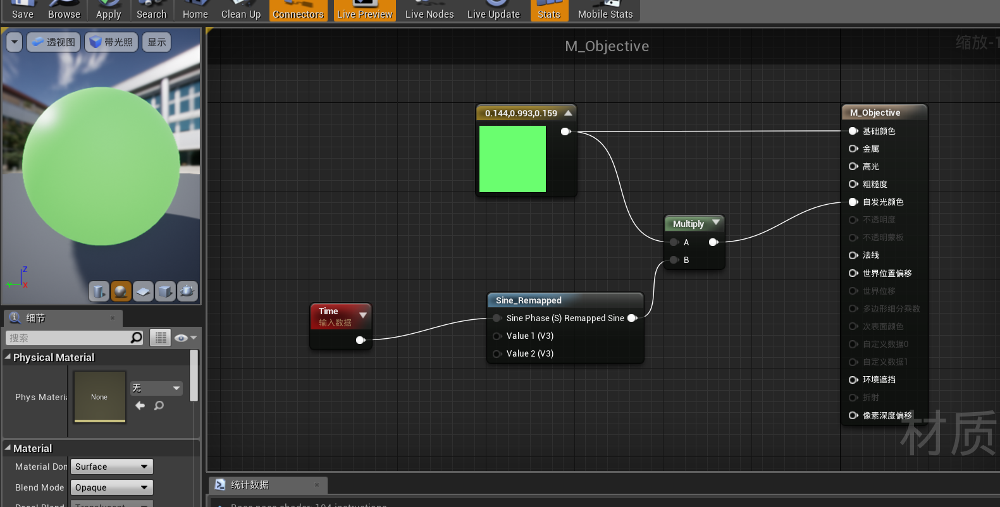 Save Browse Apply Search Home Clean Up Connectors Live Preview Live Nodes Live Update Stats Mobile Stats
透视图 带光照 显示
M_Objective
缩放-1
0.144,0.993,0.159
M_Objective
基础颜色
金属
高光
粗糙度
自发光颜色
不透明度
不透明蒙板
法线
世界位置偏移
世界位移
多边形细分乘数
次表面颜色
自定义数据0
自定义数据1
环境遮挡
折射
像素深度偏移
Multiply
A
B
Sine_Remapped
Sine Phase (S) Remapped Sine
Value 1 (V3)
Value 2 (V3)
Time
输入数据
材质
Z
Y
X
细节
搜索
Physical Material
Phys Materi
None
无
Material
Material Don
Surface
Blend Mode
Opaque
统计数据